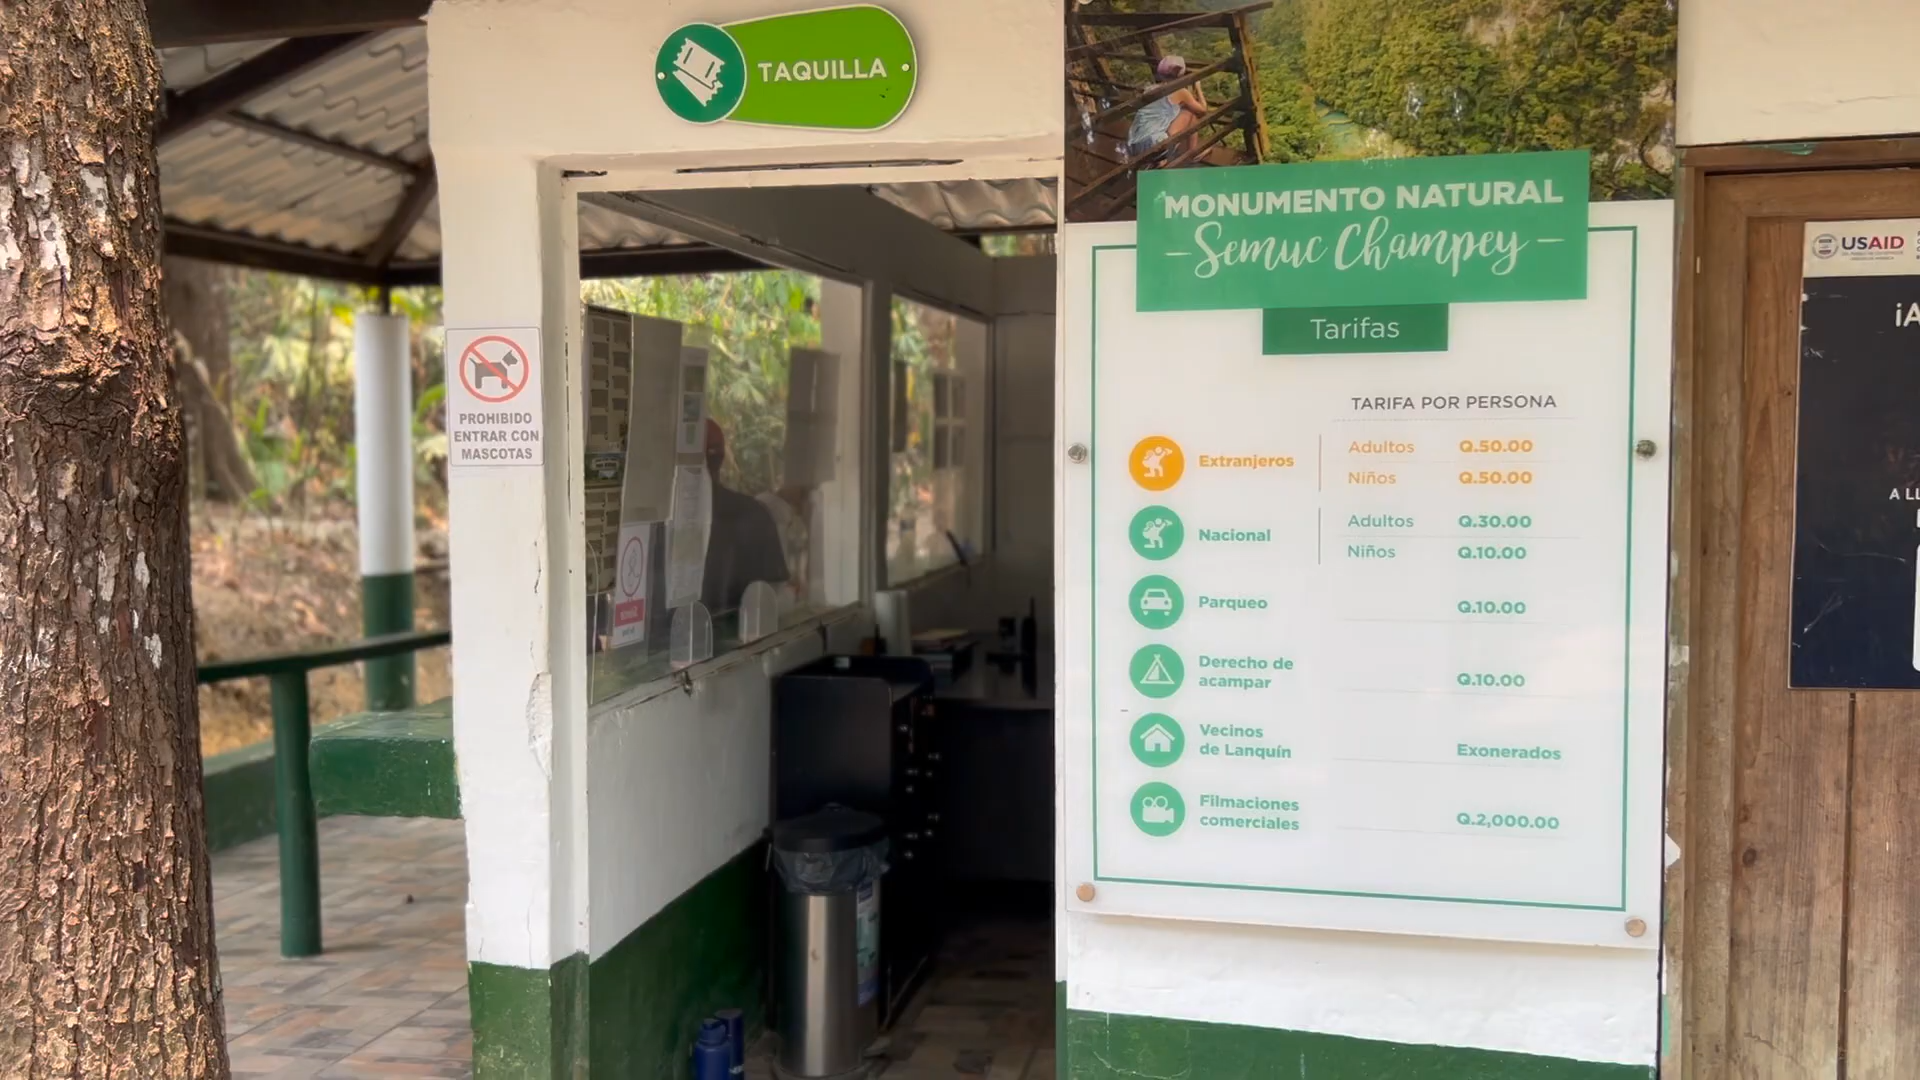 TAQUILLA
PROHIBIDO
ENTRAR CON
MASCOTAS
MONUMENTO NATURAL
Semuc Champey
Tarifas
TARIFA POR PERSONA
Extranjeros
Adultos Q.50.00
Niños Q.50.00
Nacional
Adultos Q.30.00
Niños Q.10.00
Parqueo Q.10.00
Derecho de
acampar Q.10.00
Vecinos
de Lanquín Exonerados
Filmaciones
comerciales Q.2,000.00
USAID
¡A
A LL